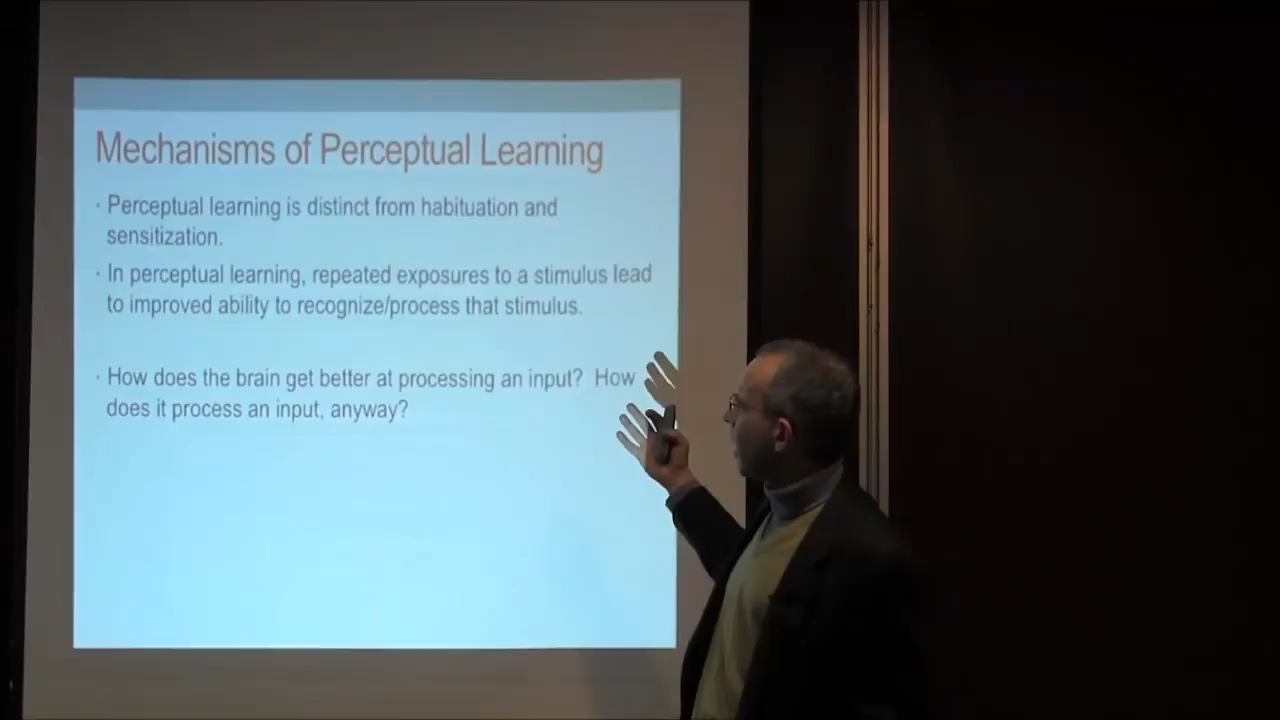 Mechanisms of Perceptual Learning
· Perceptual learning is distinct from habituation and
sensitization.
· In perceptual learning, repeated exposures to a stimulus lead
to improved ability to recognize/process that stimulus.
· How does the brain get better at processing an input?  How
does it process an input, anyway?